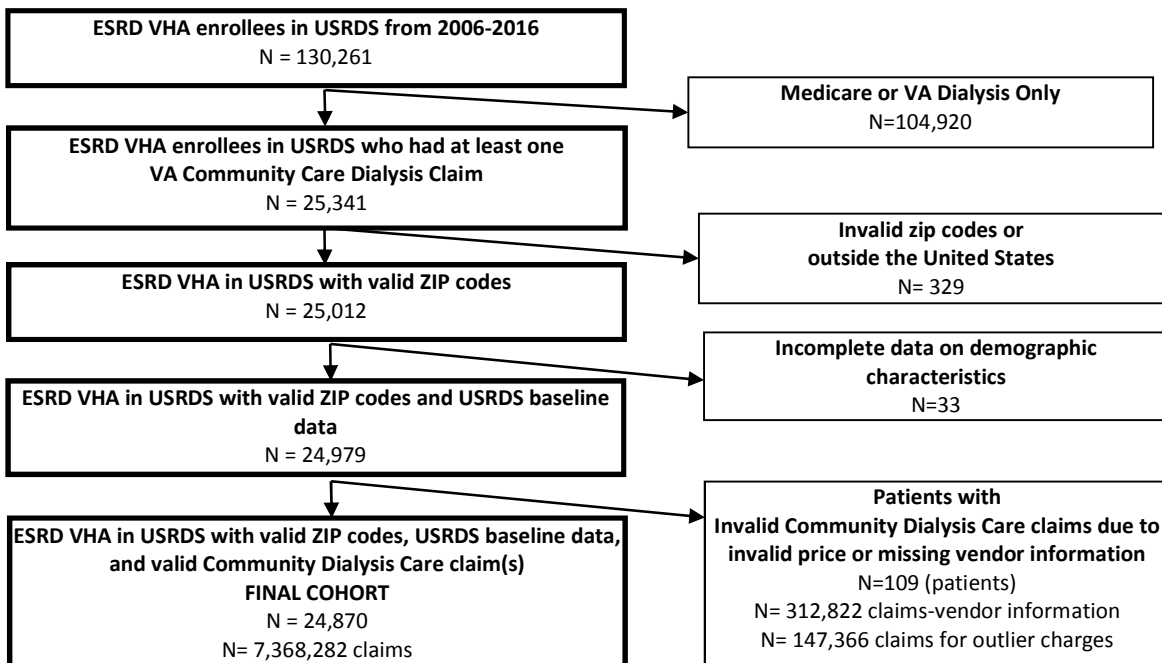 ESRD VHA enrollees in USRDS from 2006-2016
N = 130,261
Medicare or VA Dialysis Only
N=104,920
ESRD VHA enrollees in USRDS who had at least one
VA Community Care Dialysis Claim
N = 25,341
Invalid zip codes or
outside the United States
N= 329
ESRD VHA in USRDS with valid ZIP codes
N = 25,012
Incomplete data on demographic
characteristics
N=33
ESRD VHA in USRDS with valid ZIP codes and USRDS baseline
data
N = 24,979
Patients with
Invalid Community Dialysis Care claims due to
invalid price or missing vendor information
N=109 (patients)
N= 312,822 claims-vendor information
N= 147,366 claims for outlier charges
ESRD VHA in USRDS with valid ZIP codes, USRDS baseline data,
and valid Community Dialysis Care claim(s)
FINAL COHORT
N = 24,870
N= 7,368,282 claims